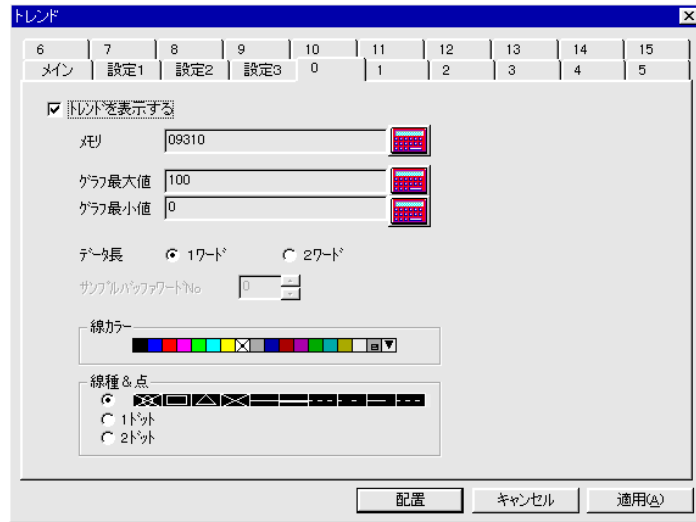 トレンド
6 7 8 9 10 11 12 13 14 15
メイン 設定1 設定2 設定3 0 1 2 3 4 5
ﾄﾚﾝﾄﾞを表示する
ﾒﾓﾘ 09310
ｸﾞﾗﾌ最大値 100
ｸﾞﾗﾌ最小値 0
ﾃﾞｰﾀ長 1ﾜｰﾄﾞ 2ﾜｰﾄﾞ
ｻﾝﾌﾟﾙﾊﾞｯﾌｧﾜｰﾄﾞNo 0
線ｶﾗｰ
線種&点
1ﾄﾞｯﾄ
2ﾄﾞｯﾄ
配置 キャンセル 適用(A)